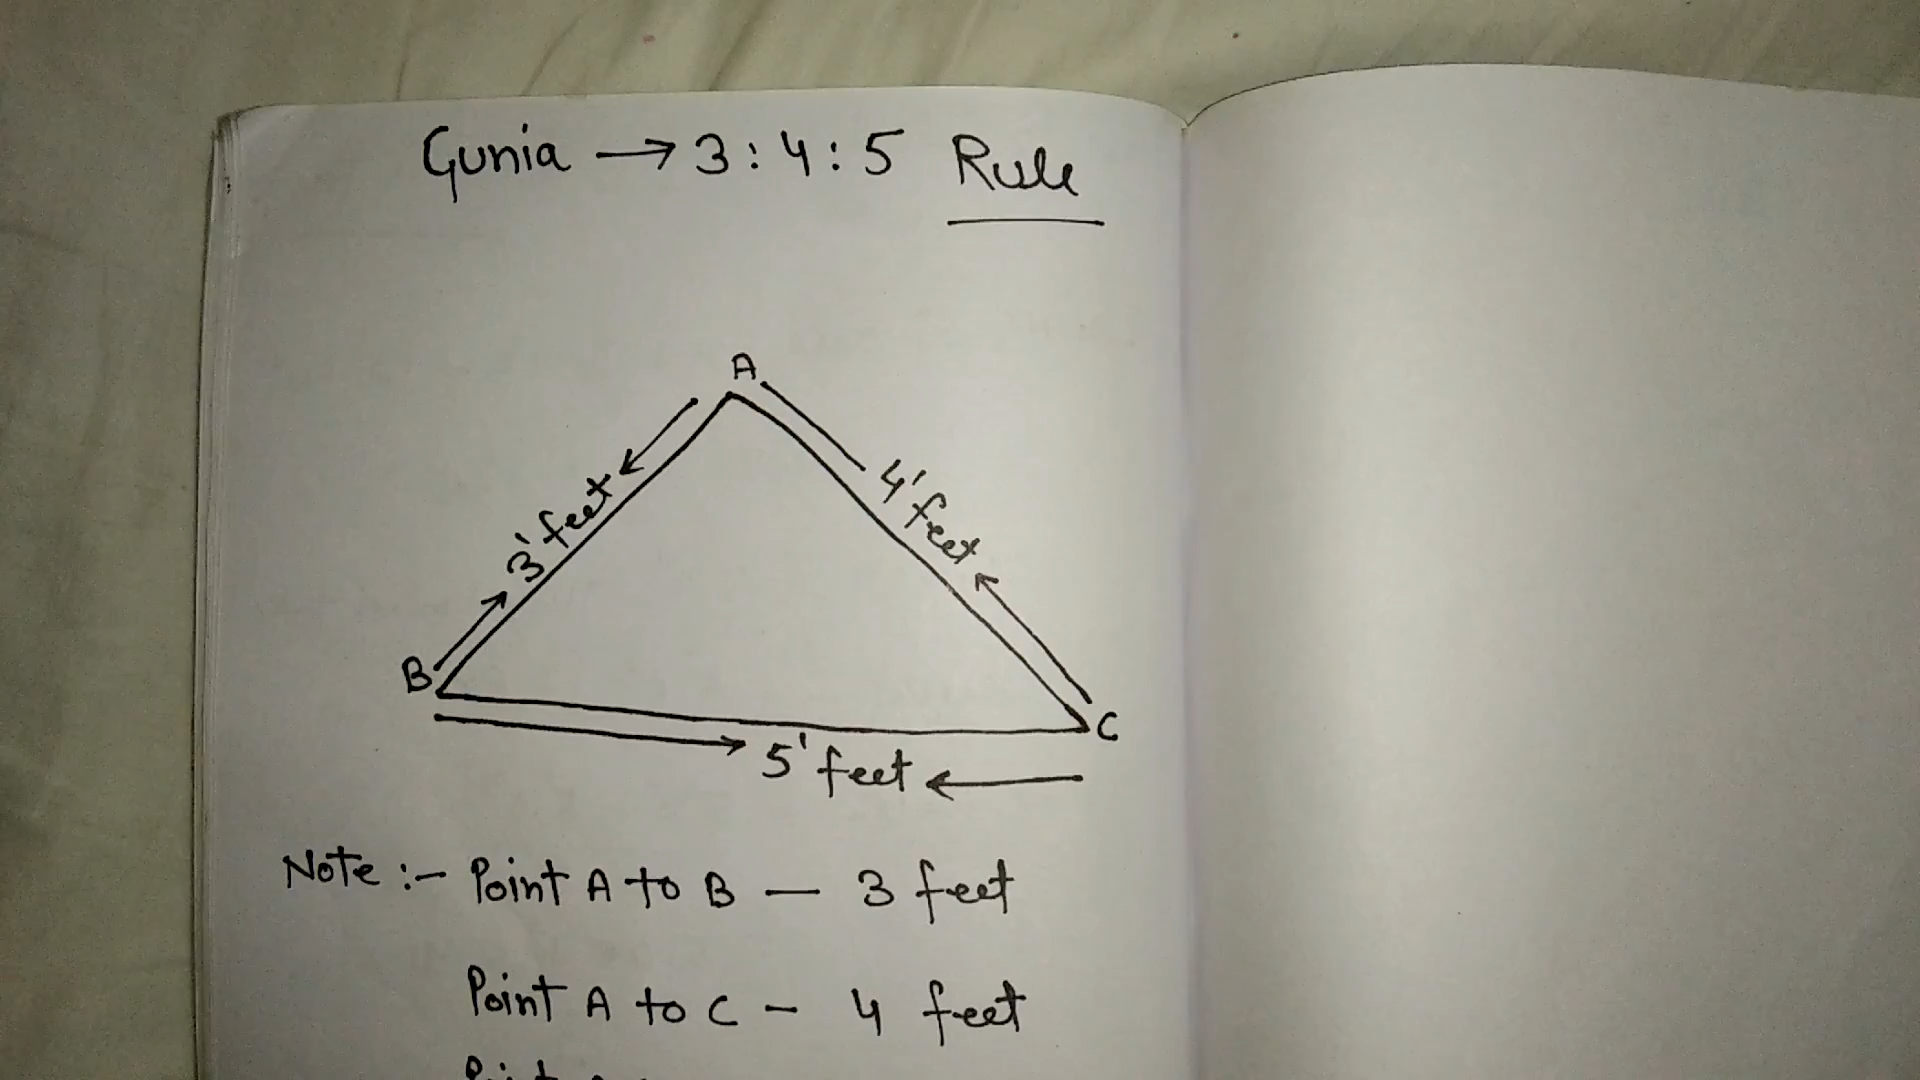 Gunia → 3:4:5 Rule
A
3' feet
4' feet
B
C
5' feet
Note :- Point A to B — 3 feet
Point A to C - 4 feet